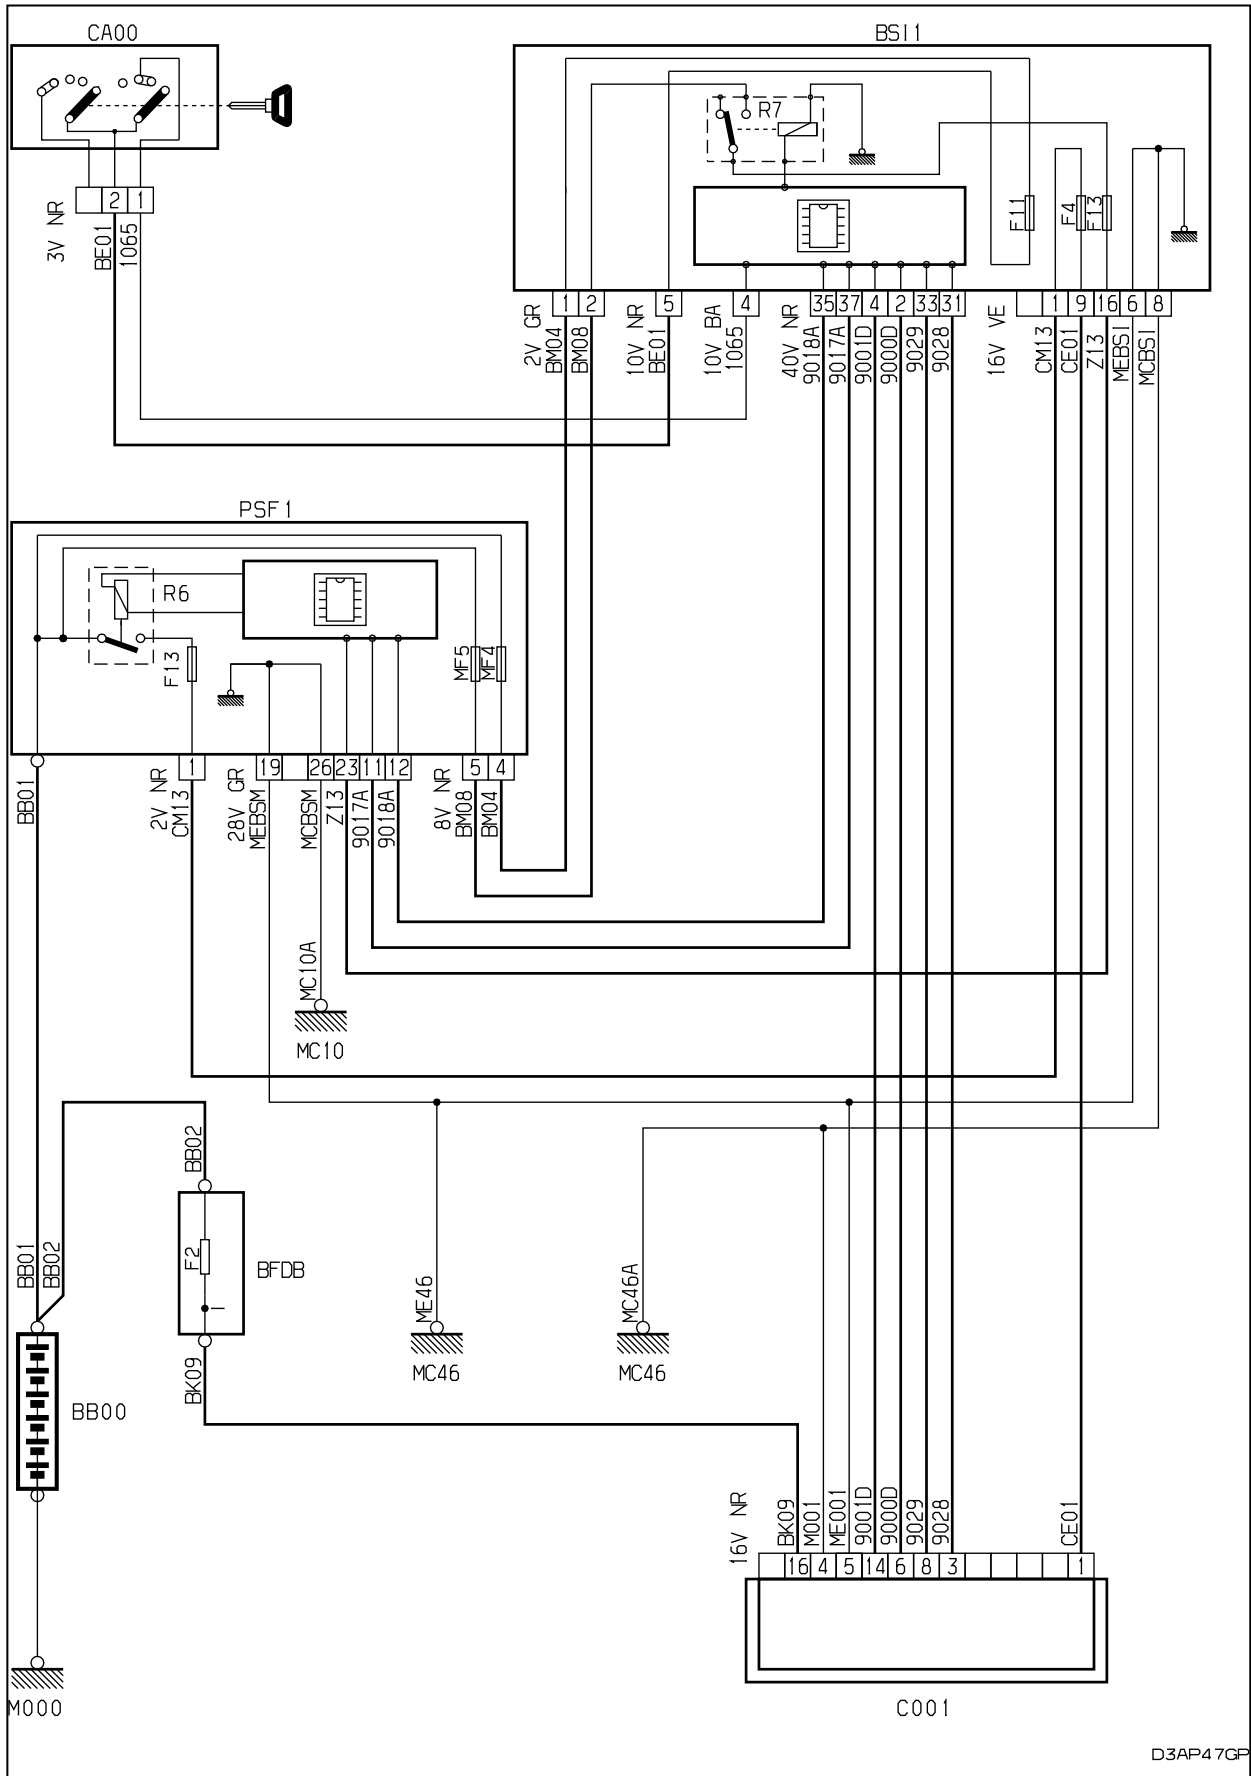 CA00
BSI1
R7
F11
F4
F13
2
1
3V NR
BE01
1065
1
2
5
4
35
37
4
2
33
31
1
9
16
6
8
2V GR
BM04
BM08
10V NR
BE01
10V BA
1065
40V NR
9018A
9017A
9001D
9000D
9029
9028
16V VE
CM13
CE01
Z13
MEBSI
MCBSI
PSF1
R6
F13
MF5
MF4
1
19
26
23
11
12
5
4
BB01
2V NR
CM13
28V GR
MEBSM
MCBSM
Z13
9017A
9018A
8V NR
BM08
BM04
MC10A
MC10
BB02
BB01
BB02
F2
BFDB
ME46
MC46A
MC46
MC46
BK09
BB00
16V NR
BK09
M001
ME001
9001D
9000D
9029
9028
CE01
16
4
5
14
6
8
3
1
M000
C001
D3AP47GP